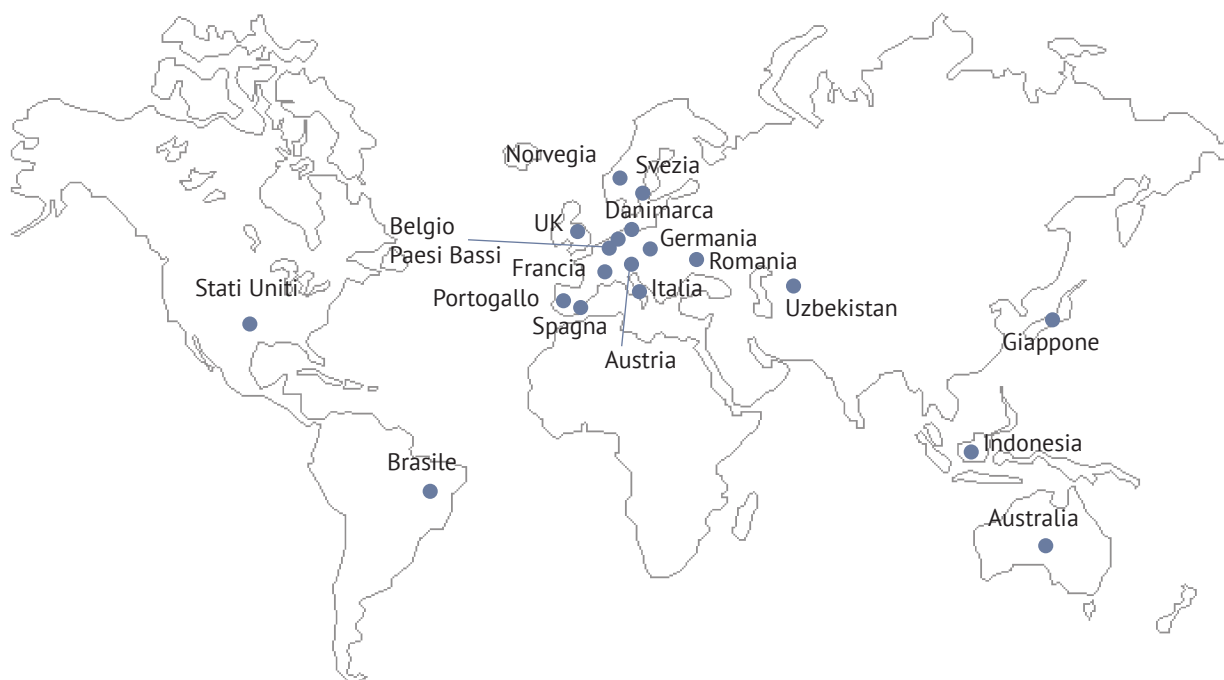 Norvegia
Svezia
Danimarca
UK
Belgio
Paesi Bassi
Germania
Francia
Romania
Stati Uniti
Portogallo
Italia
Uzbekistan
Spagna
Giappone
Austria
Indonesia
Brasile
Australia